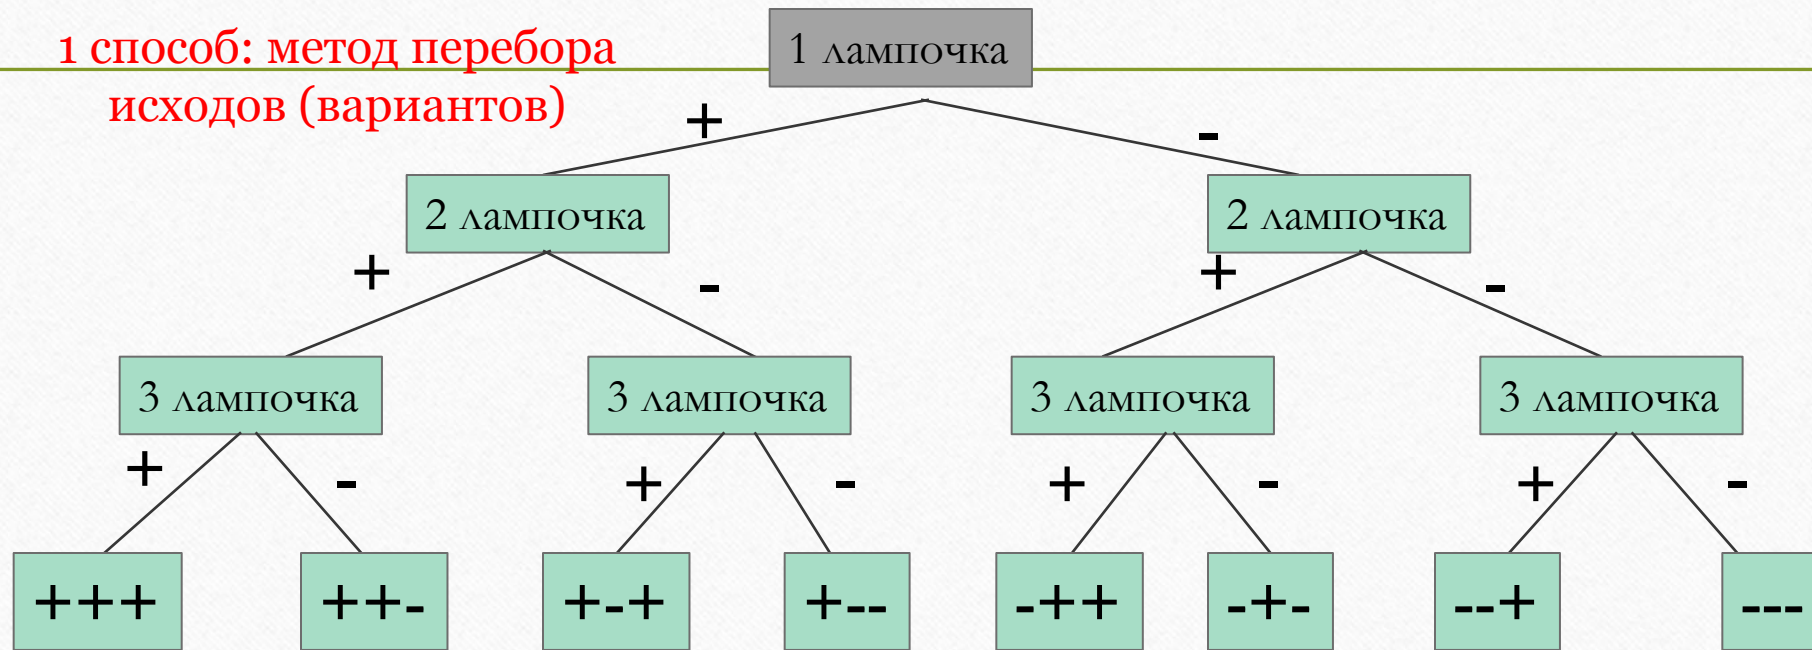 1 способ: метод перебора
исходов (вариантов)
1 лампочка
+ -
2 лампочка 2 лампочка
+ - + -
3 лампочка 3 лампочка 3 лампочка 3 лампочка
+ - + - + - + -
+++ ++- +-+ +-- -++ -+- --+ ---